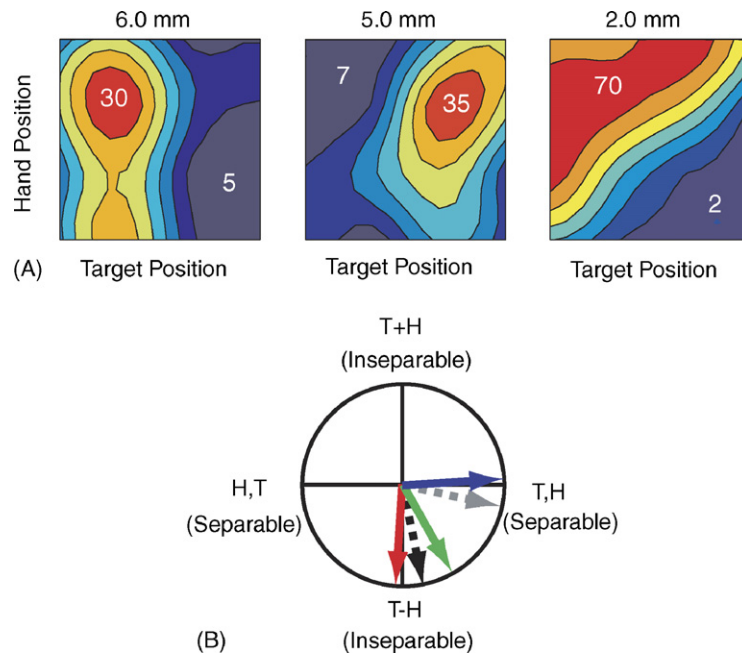 6.0 mm 5.0 mm 2.0 mm
Hand Position
30
5
7
35
70
2
(A) Target Position Target Position Target Position
T+H
(Inseparable)
H,T
(Separable)
T,H
(Separable)
T-H
(B) (Inseparable)